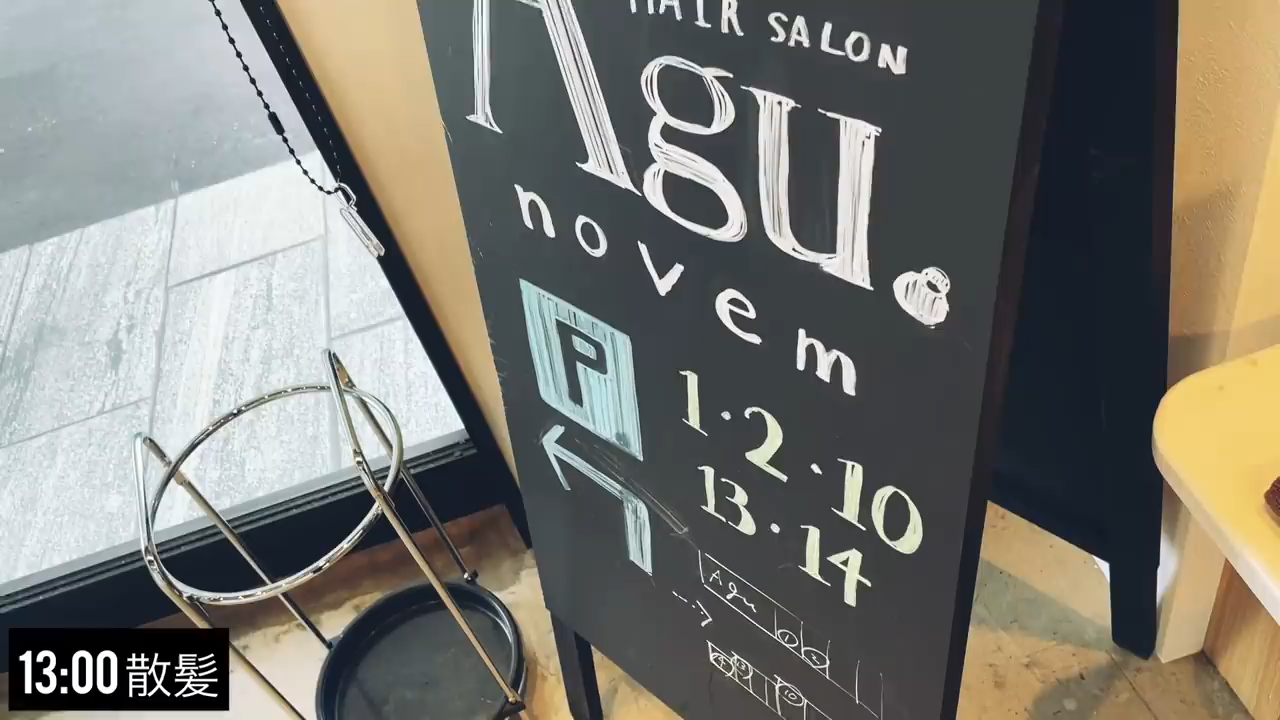 HAIR SALON
Agu.
novem
P
1・2・10
13・14
Agu
13:00 散髪